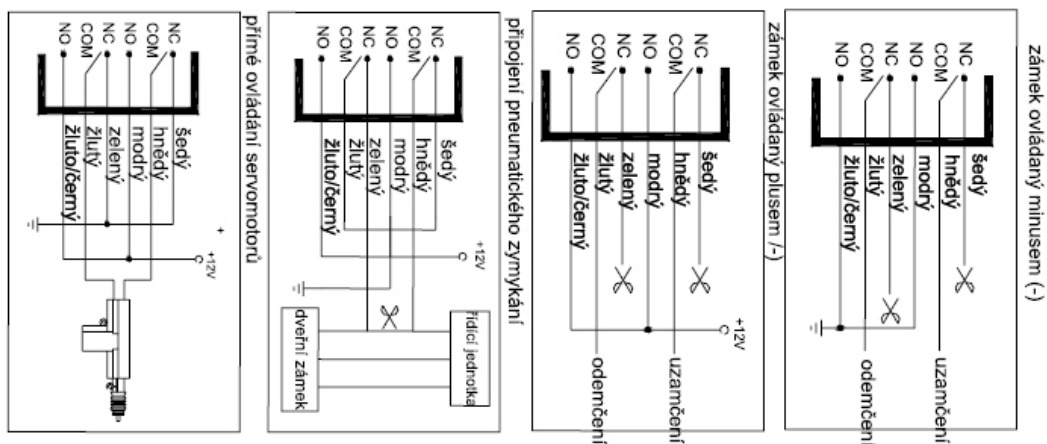 přímé ovládání servomotorů
NO
COM
NC
NO
COM
NC
žluto/černý
žlutý
zelený
modrý
hnědý
šedý
+
+12V
připojení pneumatického zymykání
NO
COM
NC
NO
COM
NC
žluto/černý
žlutý
zelený
modrý
hnědý
šedý
+12V
dveřní zámek
řídící jednotka
zámek ovládaný plusem /-)
NO
COM
NC
NO
COM
NC
žluto/černý
žlutý
zelený
modrý
hnědý
šedý
+12V
odemčení
uzamčení
zámek ovládaný minusem (-)
NO
COM
NC
NO
COM
NC
žluto/černý
žlutý
zelený
modrý
hnědý
šedý
odemčení
uzamčení